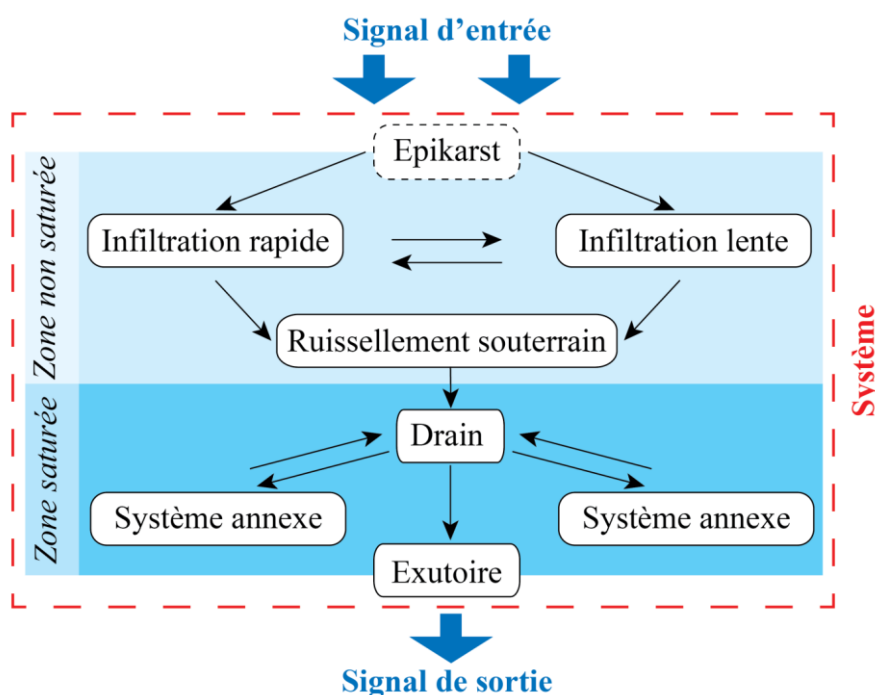 Signal d’entrée
Epikarst
Zone non saturée
Infiltration rapide
Infiltration lente
Ruissellement souterrain
Système
Zone saturée
Drain
Système annexe
Système annexe
Exutoire
Signal de sortie